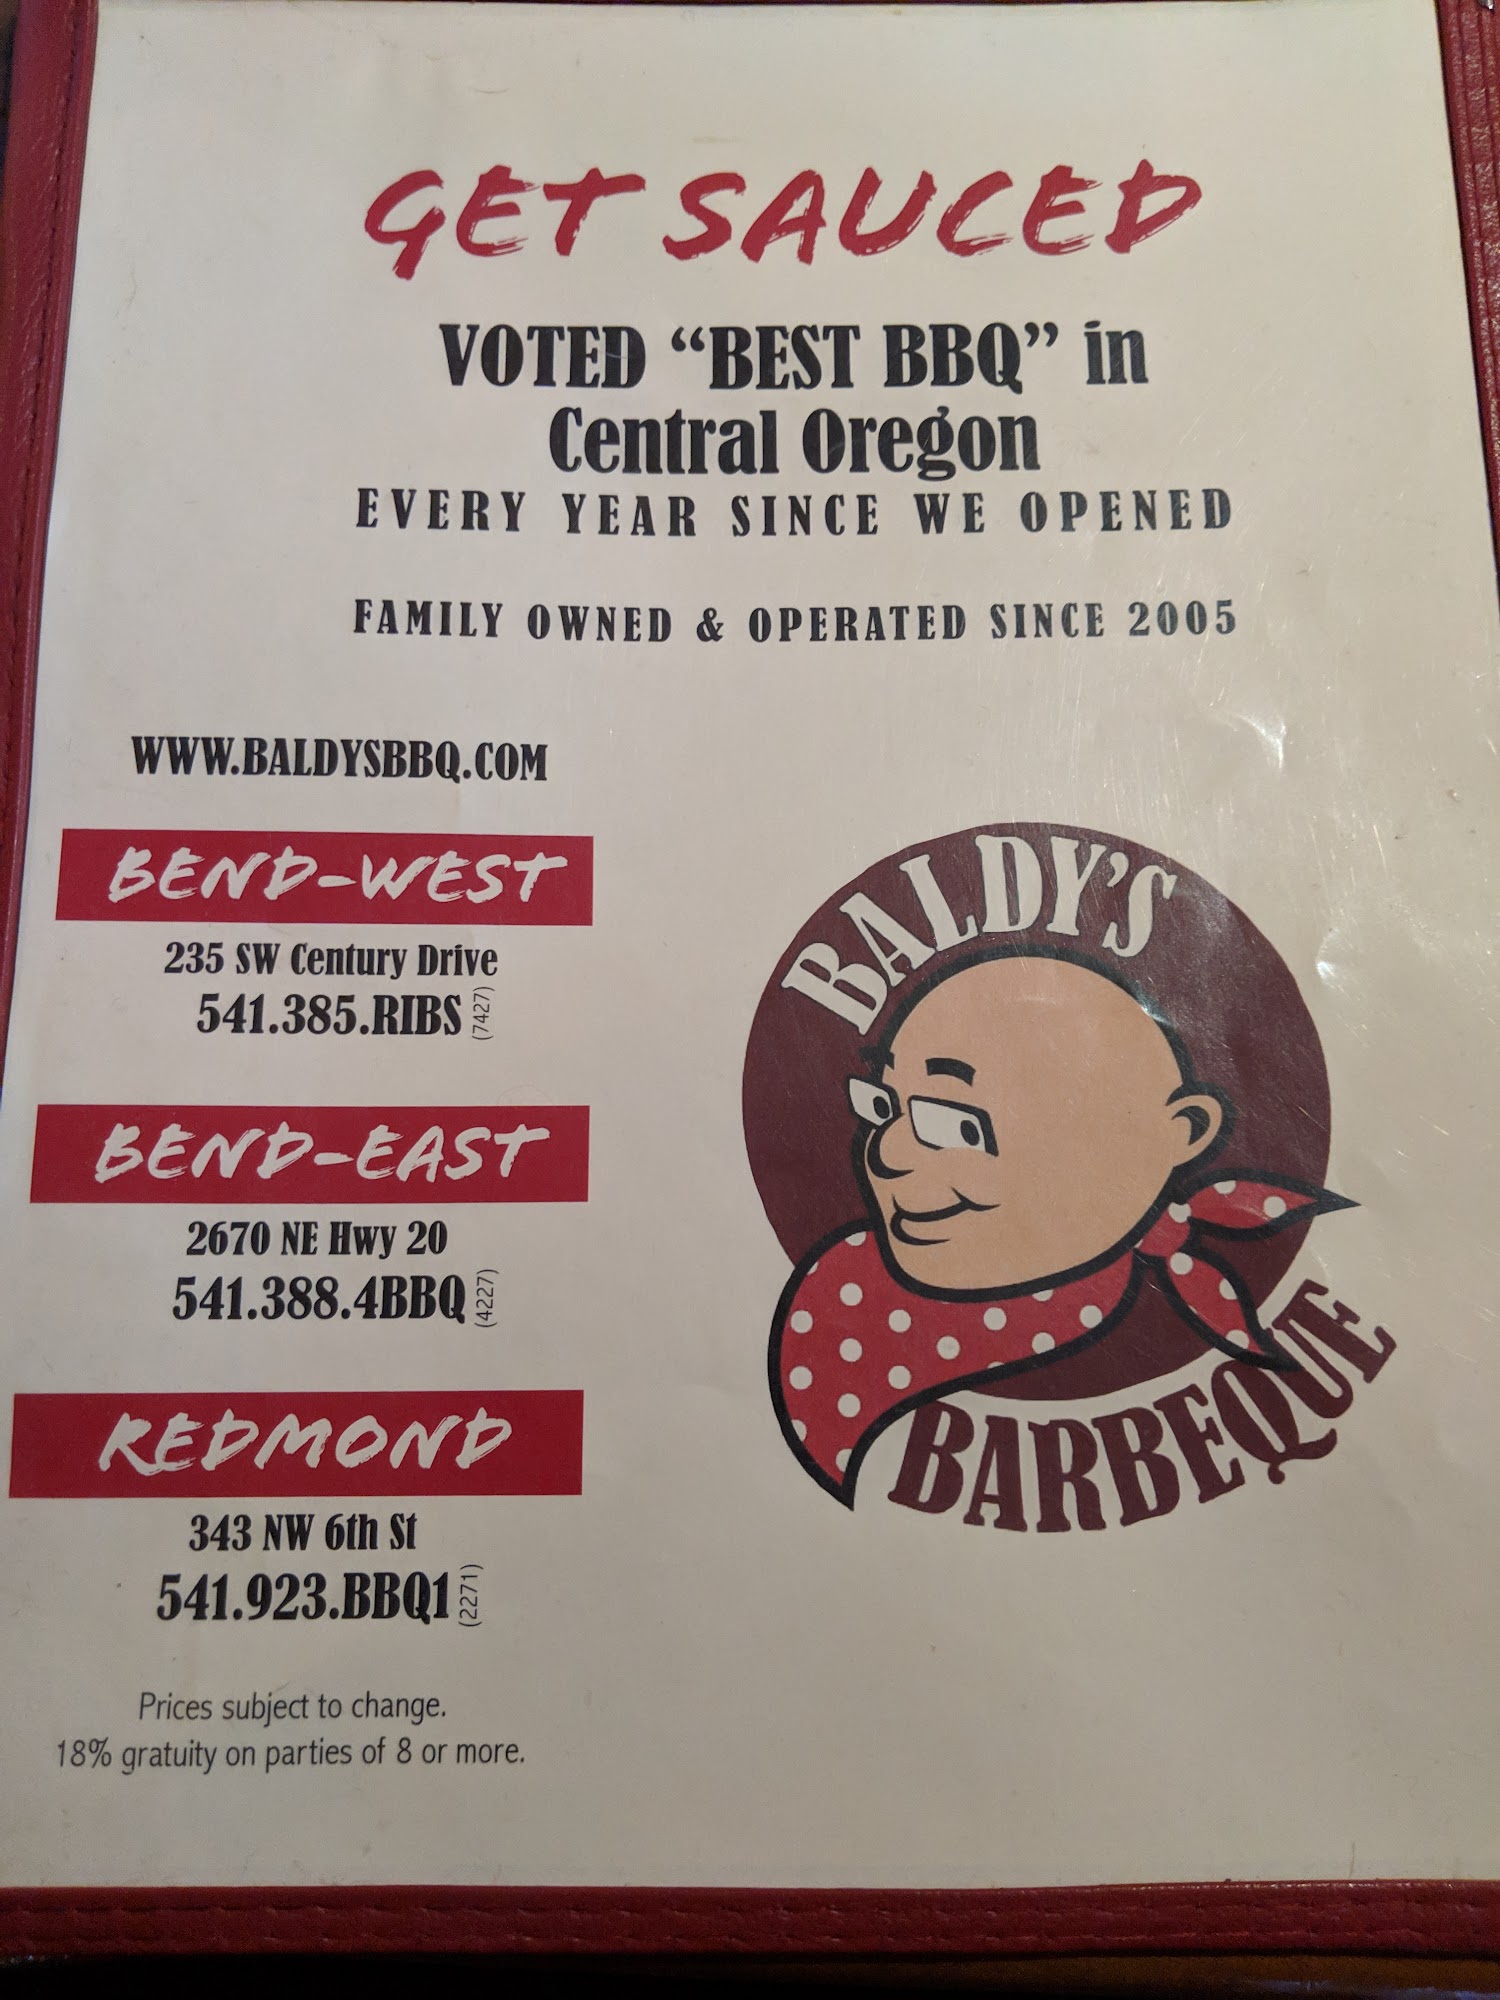 GET SAUCED
VOTED “BEST BBQ” in
Central Oregon
EVERY YEAR SINCE WE OPENED
FAMILY OWNED & OPERATED SINCE 2005
WWW.BALDYSBBQ.COM
BEND-WEST
235 SW Century Drive
541.385.RIBS (7427)
BEND-EAST
2670 NE Hwy 20
541.388.4BBQ (4227)
REDMOND
343 NW 6th St
541.923.BBQ1 (2271)
Prices subject to change.
18% gratuity on parties of 8 or more.
BALDY'S
BARBEQUE